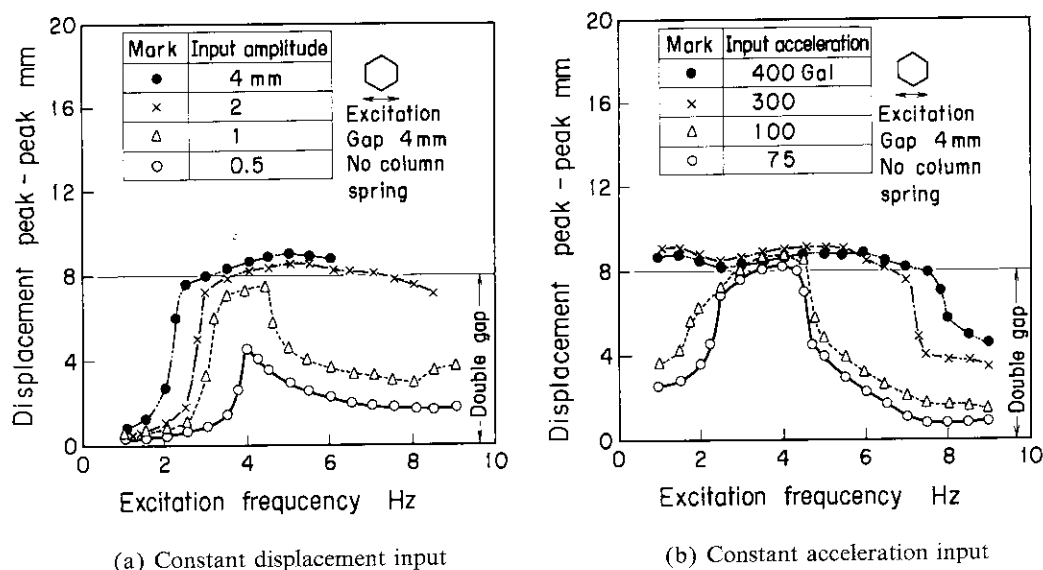 20
16
12
8
4
0
Displacement peak - peak mm
Mark Input amplitude
● 4 mm
× 2
△ 1
○ 0.5
Excitation
Gap 4mm
No column
spring
Double gap
0 2 4 6 8 10
Excitation frequcency Hz
(a) Constant displacement input
20
16
12
8
4
0
Displacement peak - peak mm
Mark Input acceleration
● 400 Gal
× 300
△ 100
○ 75
Excitation
Gap 4mm
No column
spring
Double gap
0 2 4 6 8 10
Excitation frequcency Hz
(b) Constant acceleration input